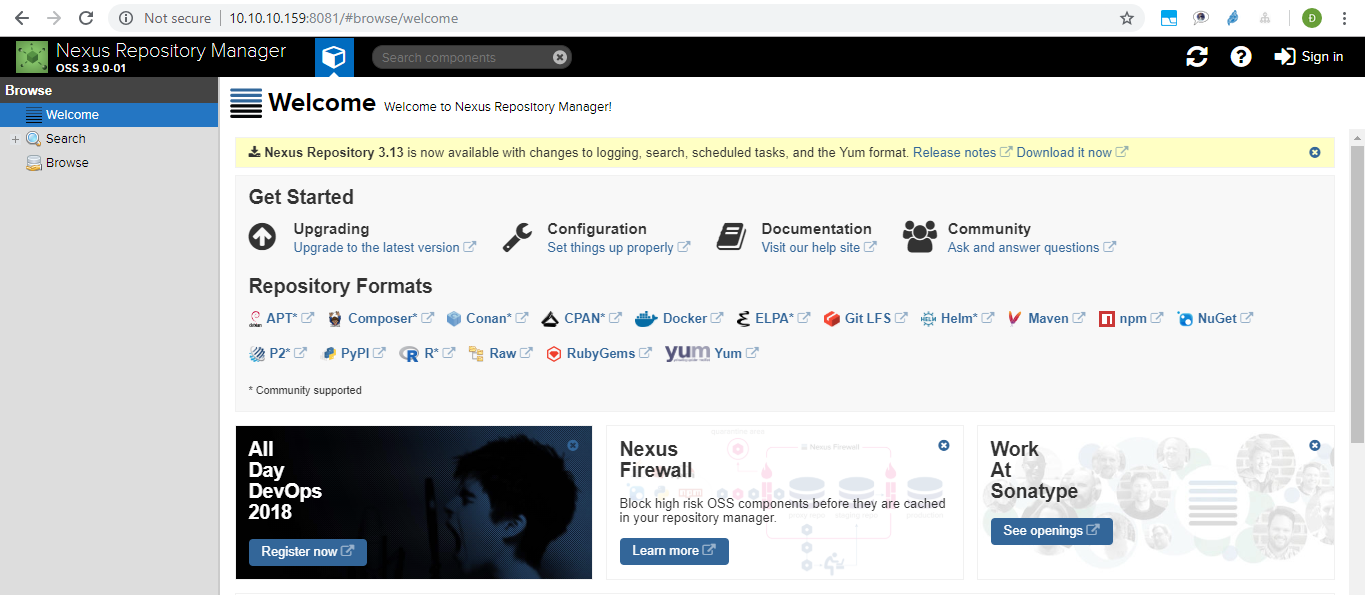 Not secure 10.10.10.159:8081/#browse/welcome Đ
Nexus Repository Manager
OSS 3.9.0-01
Search components
Sign in
Browse
Welcome
Search
Browse
Welcome Welcome to Nexus Repository Manager!
Nexus Repository 3.13 is now available with changes to logging, search, scheduled tasks, and the Yum format. Release notes Download it now
Get Started
Upgrading
Upgrade to the latest version
Configuration
Set things up properly
Documentation
Visit our help site
Community
Ask and answer questions
Repository Formats
APT* Composer* Conan* CPAN* Docker ELPA* Git LFS HELM Helm* Maven npm NuGet
P2* PyPI R* Raw RubyGems yum Yum
* Community supported
All
Day
DevOps
2018
Register now
Nexus
Firewall
Nexus Firewall
Block high risk OSS components before they are cached
in your repository manager.
Learn more
Work
At
Sonatype
See openings